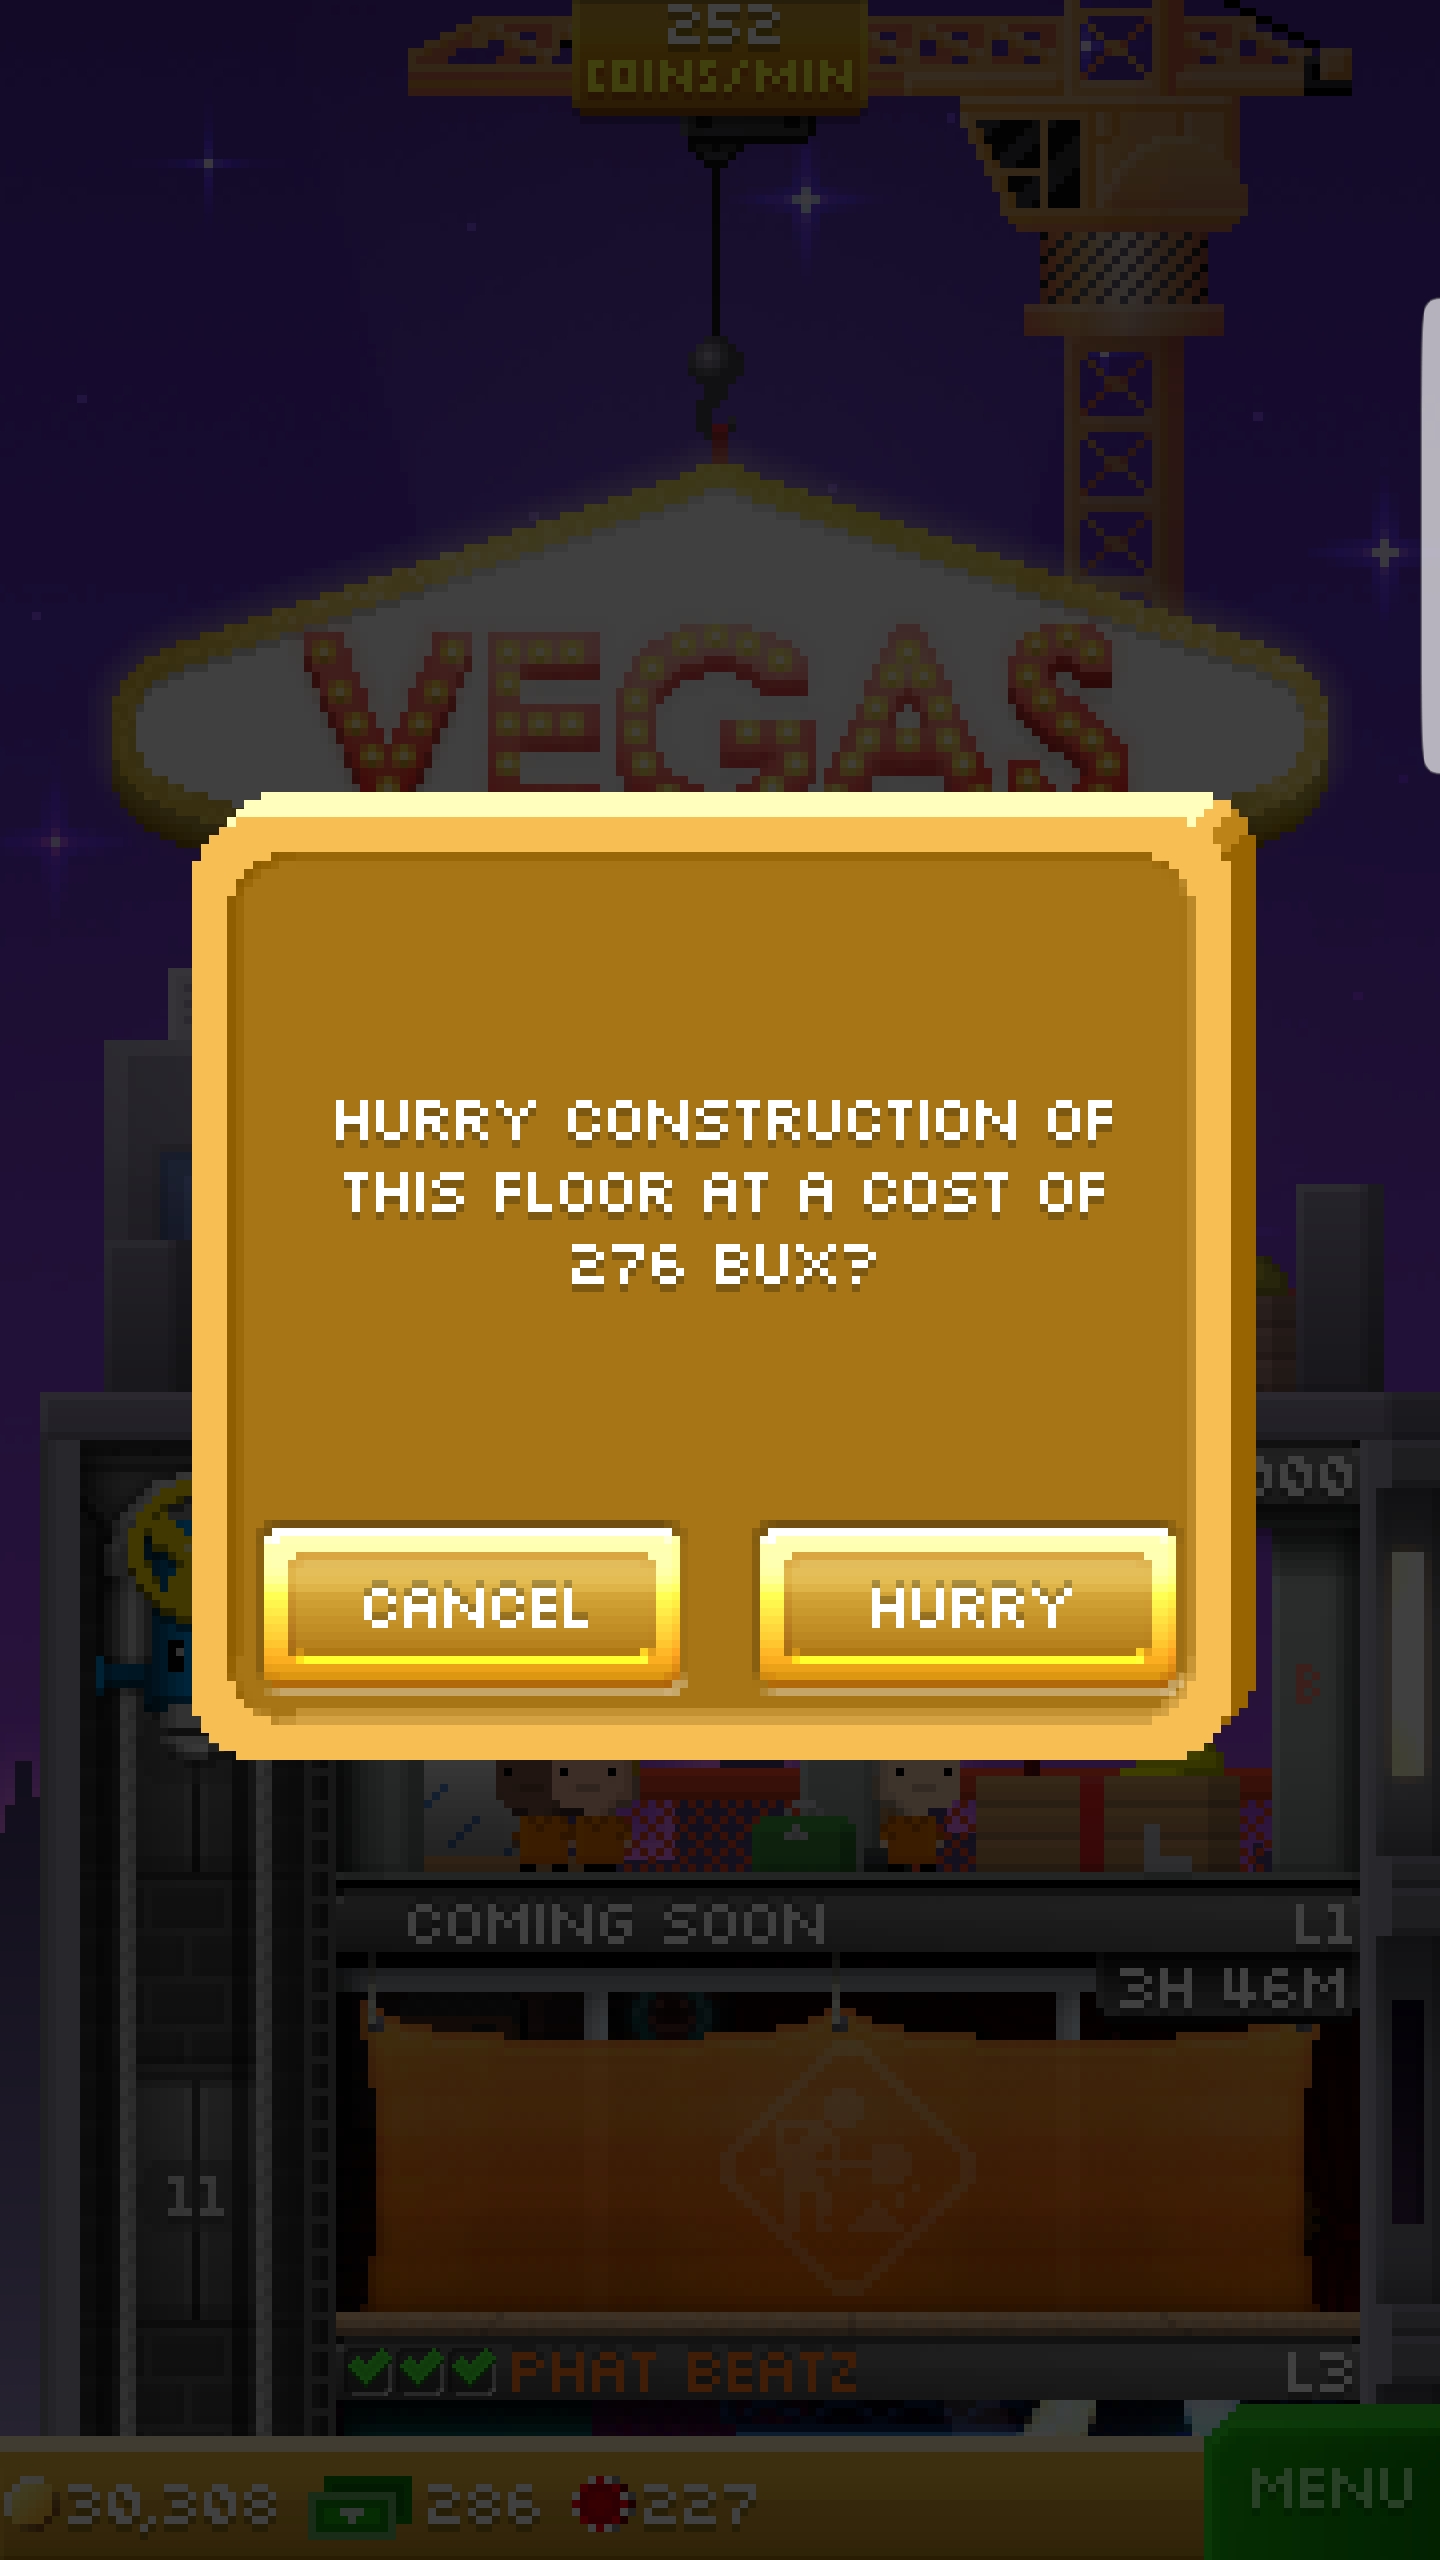 252
COINS/MIN
VEGAS
HURRY CONSTRUCTION OF
THIS FLOOR AT A COST OF
276 BUX?
CANCEL
HURRY
B
COMING SOON
L1
3H 46M
11
PHAT BEATZ
L3
30,308
286
227
MENU